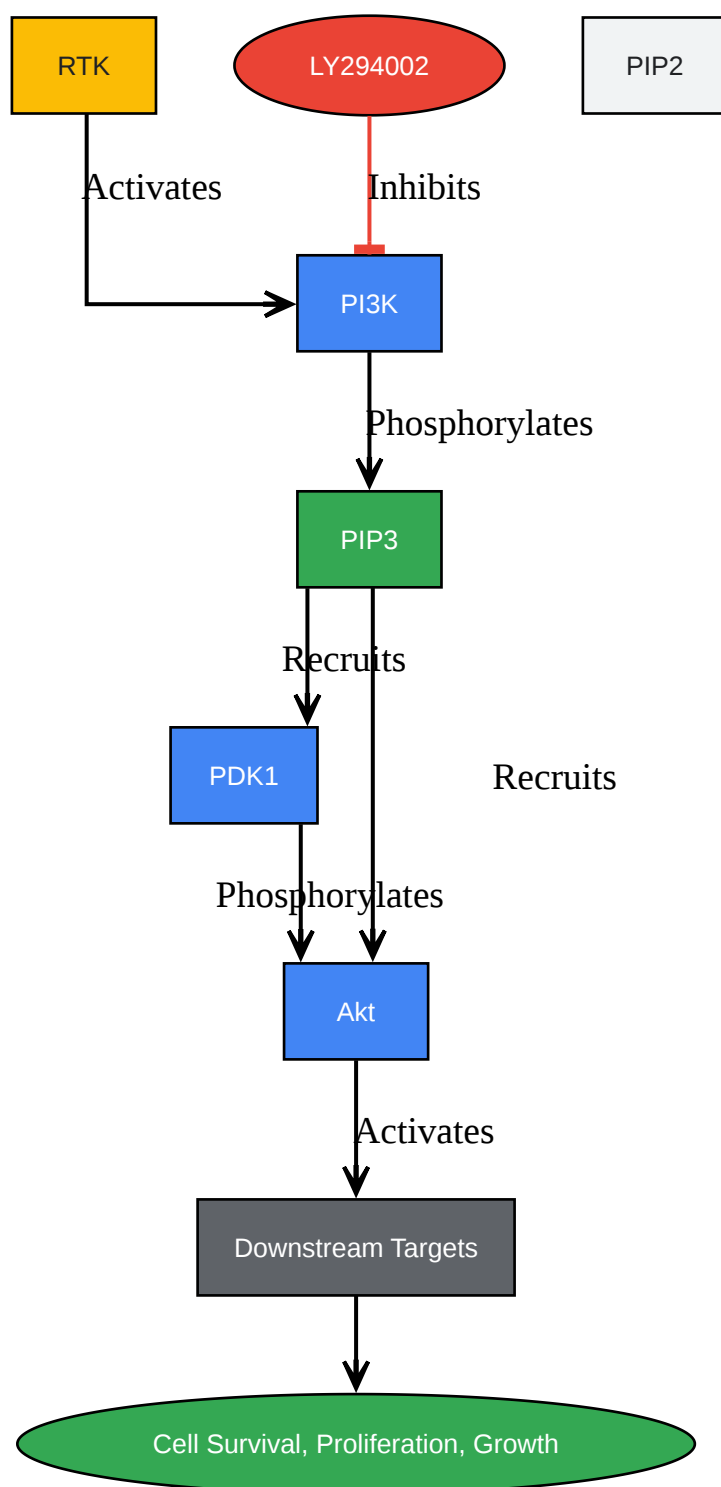 RTK
LY294002
PIP2
Activates
Inhibits
PI3K
Phosphorylates
PIP3
Recruits
PDK1
Recruits
Phosphorylates
Akt
Activates
Downstream Targets
Cell Survival, Proliferation, Growth